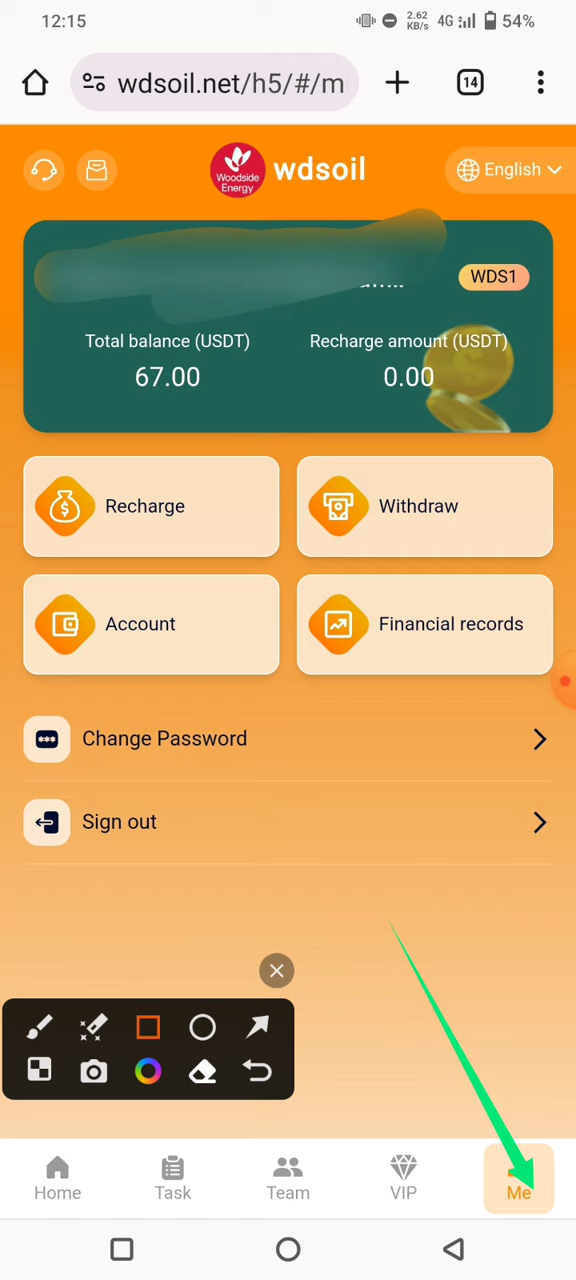 12:15
2.62 KB/s 4G 54%
wdsoil.net/h5/#/m
14
Woodside Energy
wdsoil
English
WDS1
Total balance (USDT)
Recharge amount (USDT)
67.00
0.00
Recharge
Withdraw
Account
Financial records
Change Password
Sign out
Home
Task
Team
VIP
Me